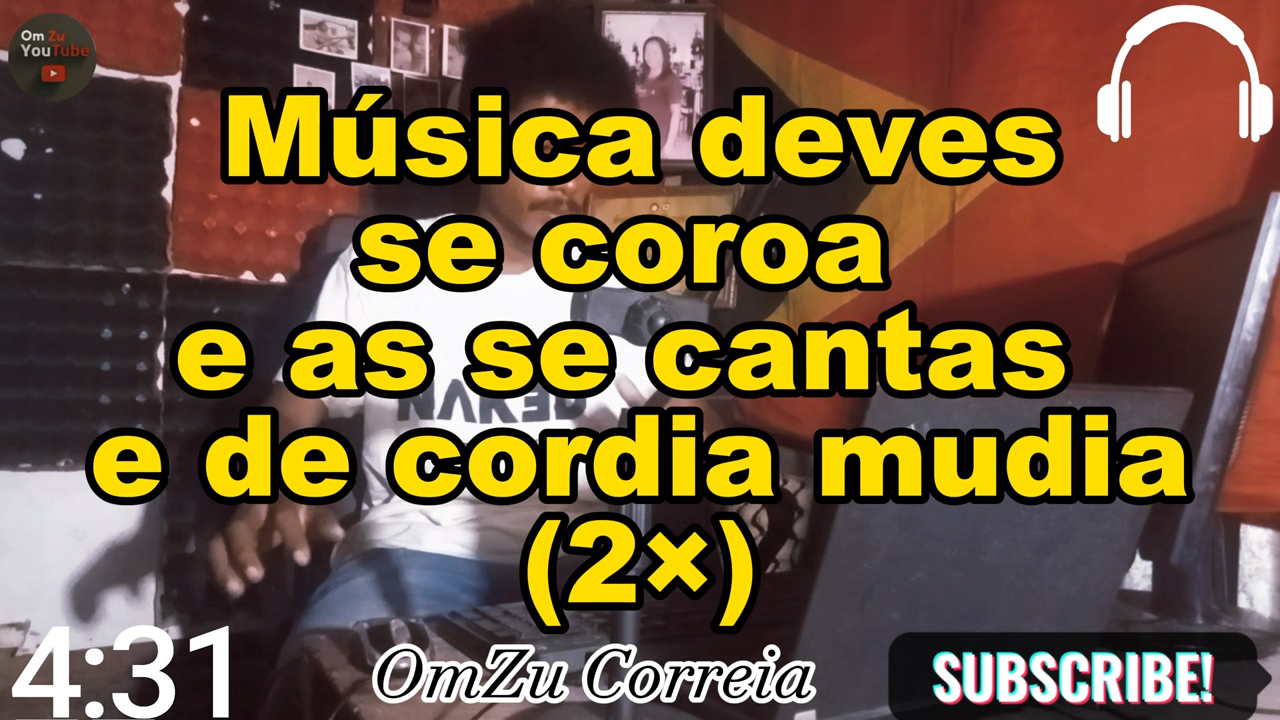 Om Zu
YouTube
Música deves
se coroa
e as se cantas
e de cordia mudia
(2×)
4:31
OmZu Correia
SUBSCRIBE!